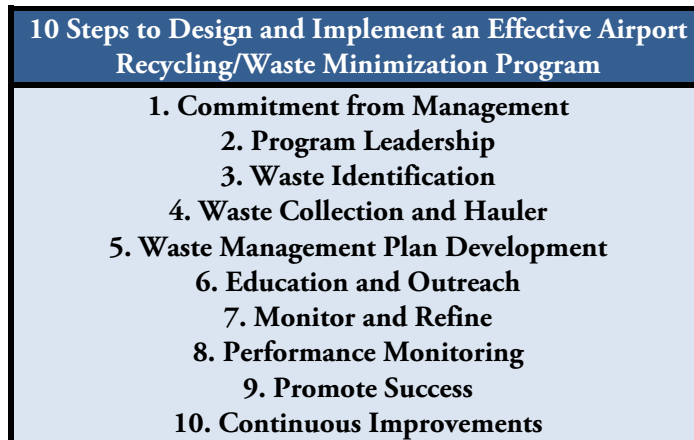 10 Steps to Design and Implement an Effective Airport
Recycling/Waste Minimization Program
1. Commitment from Management
2. Program Leadership
3. Waste Identification
4. Waste Collection and Hauler
5. Waste Management Plan Development
6. Education and Outreach
7. Monitor and Refine
8. Performance Monitoring
9. Promote Success
10. Continuous Improvements